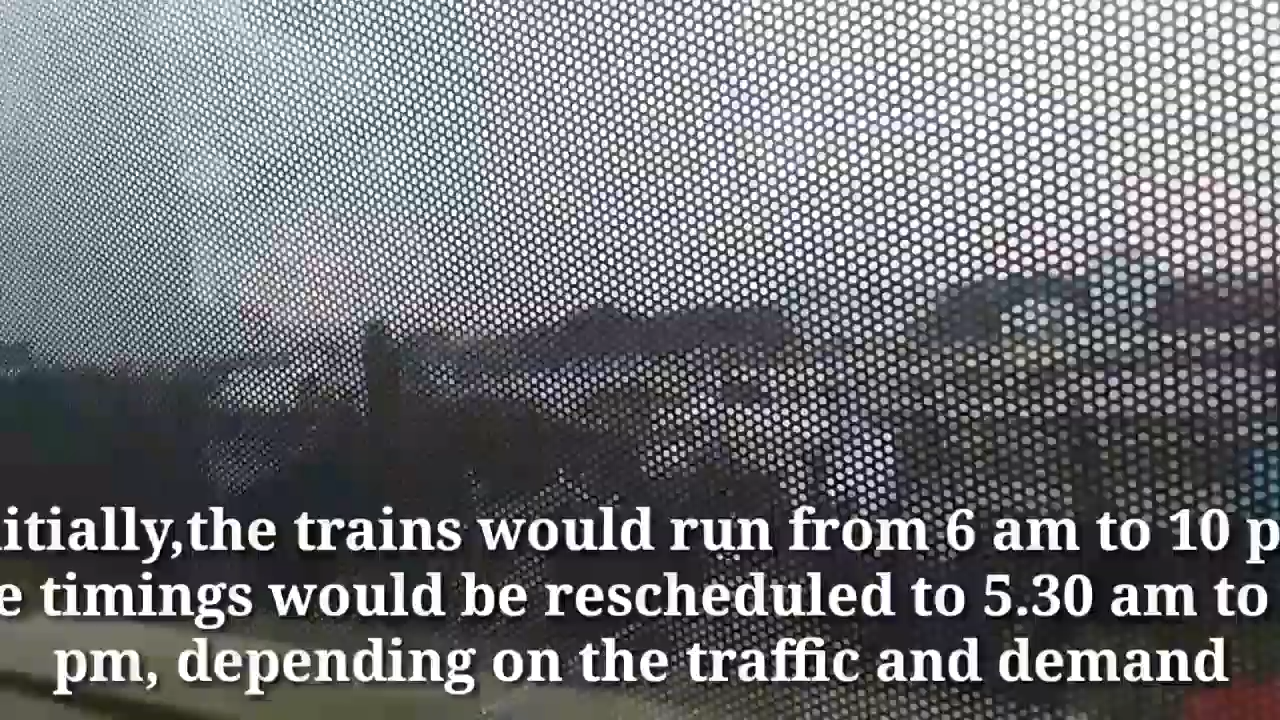 itially,the trains would run from 6 am to 10 p
e timings would be rescheduled to 5.30 am to
pm, depending on the traffic and demand